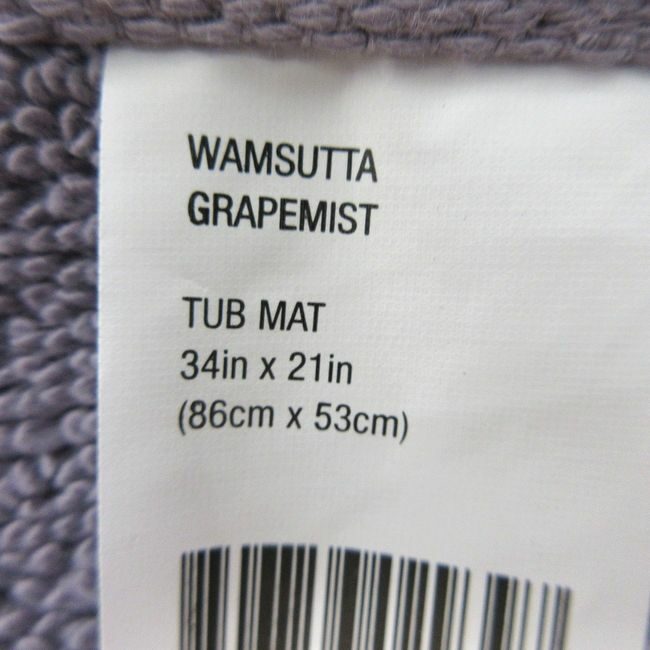 WAMSUTTA
GRAPEMIST
TUB MAT
34in x 21in
(86cm x 53cm)